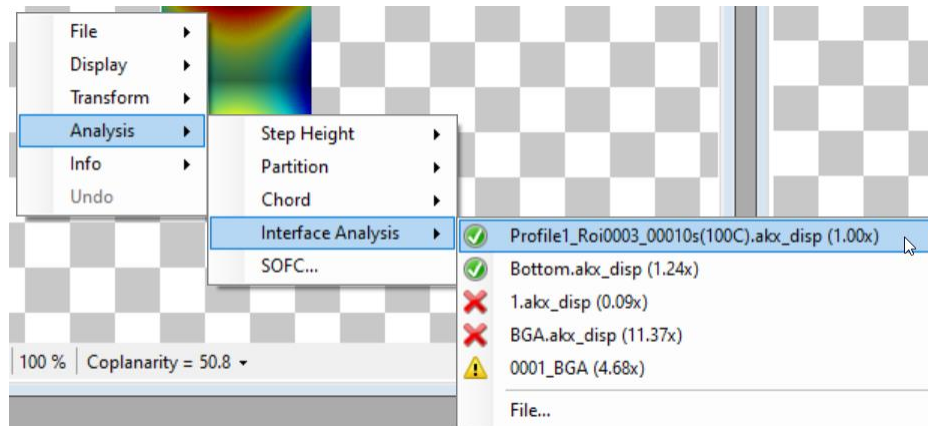 File
Display
Transform
Analysis
Info
Undo
Step Height
Partition
Chord
Interface Analysis
SOFC...
Profile1_Roi0003_00010s(100C).akx_disp (1.00x)
Bottom.akx_disp (1.24x)
1.akx_disp (0.09x)
BGA.akx_disp (11.37x)
0001_BGA (4.68x)
File...
100 % Coplanarity = 50.8